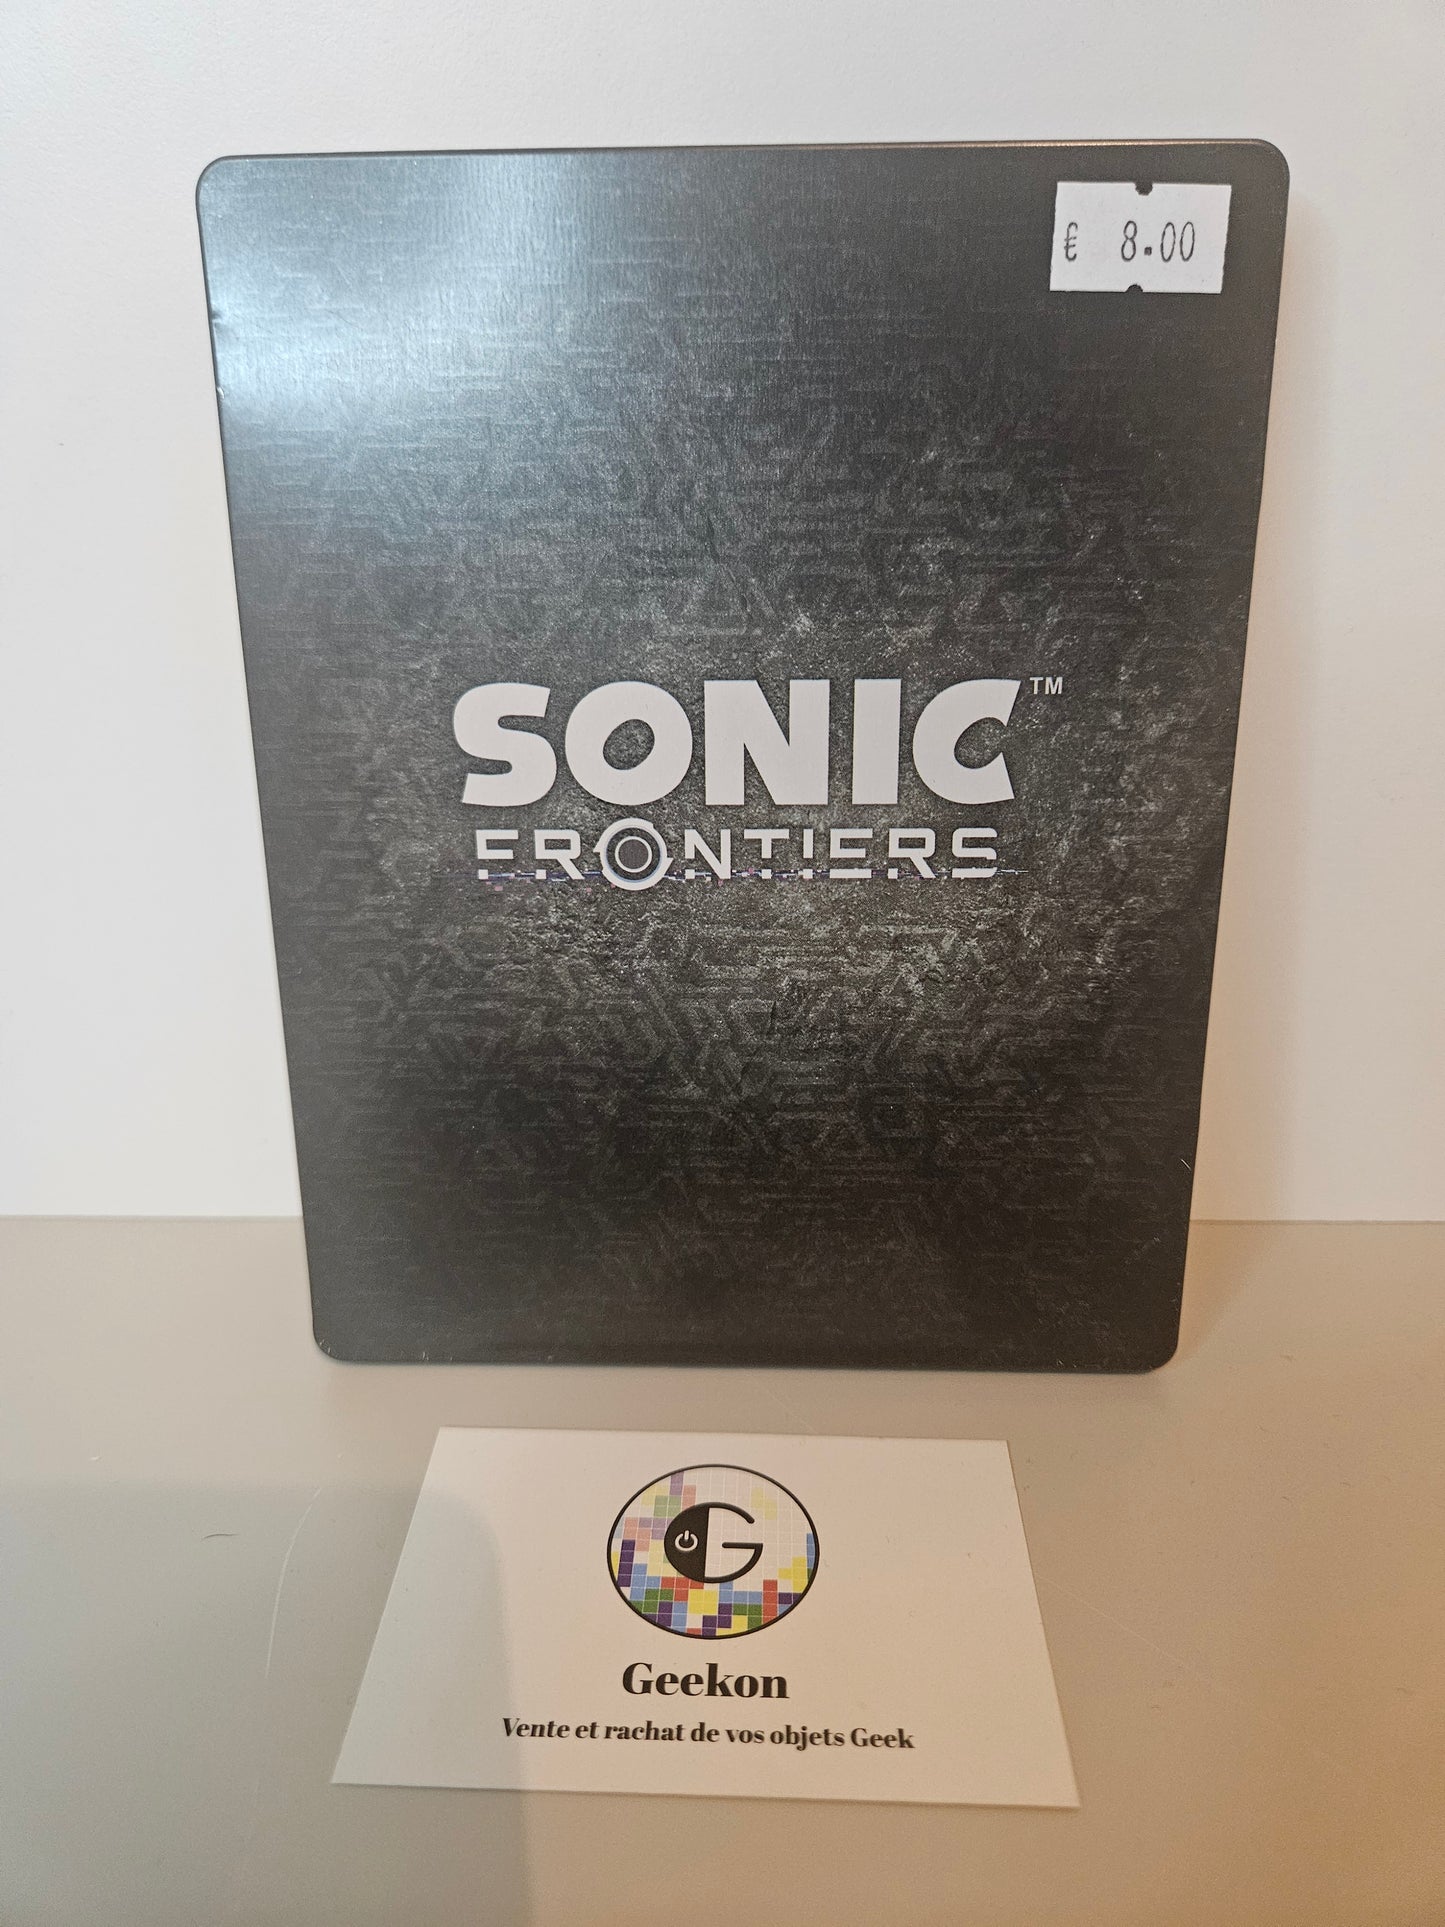 € 8.00
SONIC™
FRONTIERS
G
Geekon
Vente et rachat de vos objets Geek